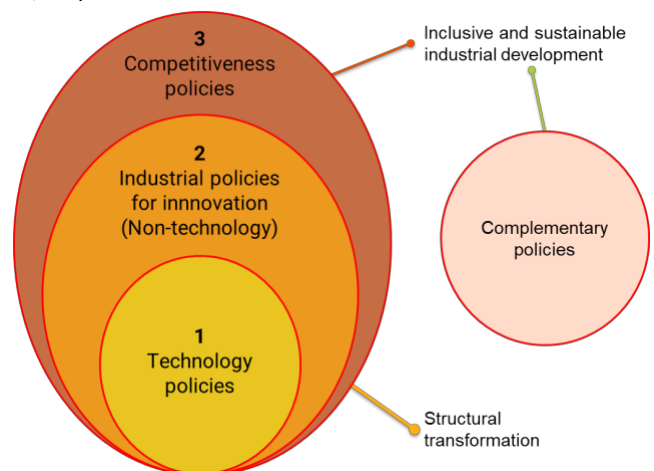 3
Competitiveness
policies
2
Industrial policies
for innnovation
(Non-technology)
1
Technology
policies
Inclusive and sustainable
industrial development
Complementary
policies
Structural
transformation